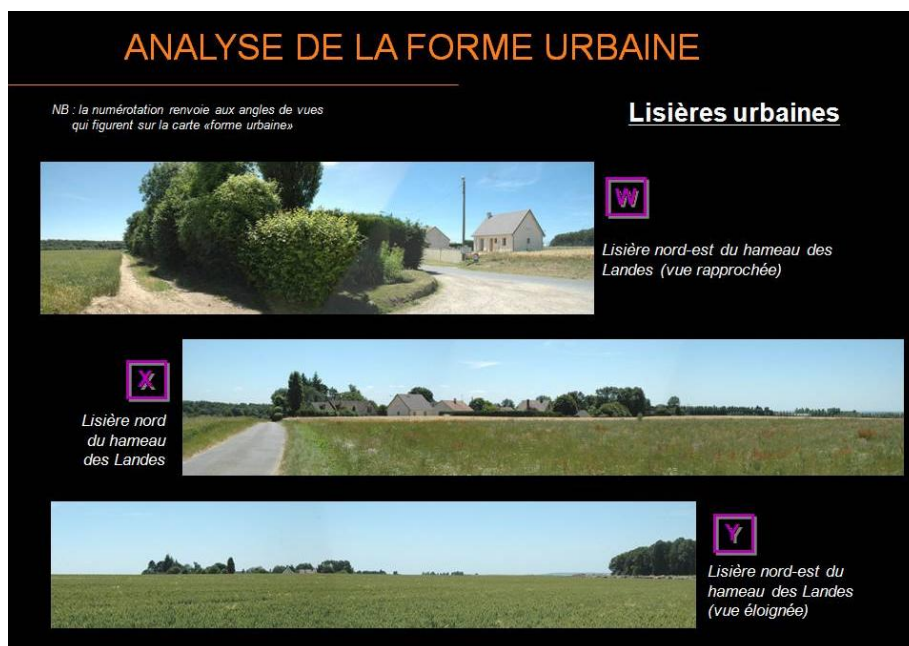 ANALYSE DE LA FORME URBAINE
NB : la numérotation renvoie aux angles de vues
qui figurent sur la carte «forme urbaine»
Lisières urbaines
W
Lisière nord-est du hameau des
Landes (vue rapprochée)
X
Lisière nord
du hameau
des Landes
Y
Lisière nord-est du
hameau des Landes
(vue éloignée)